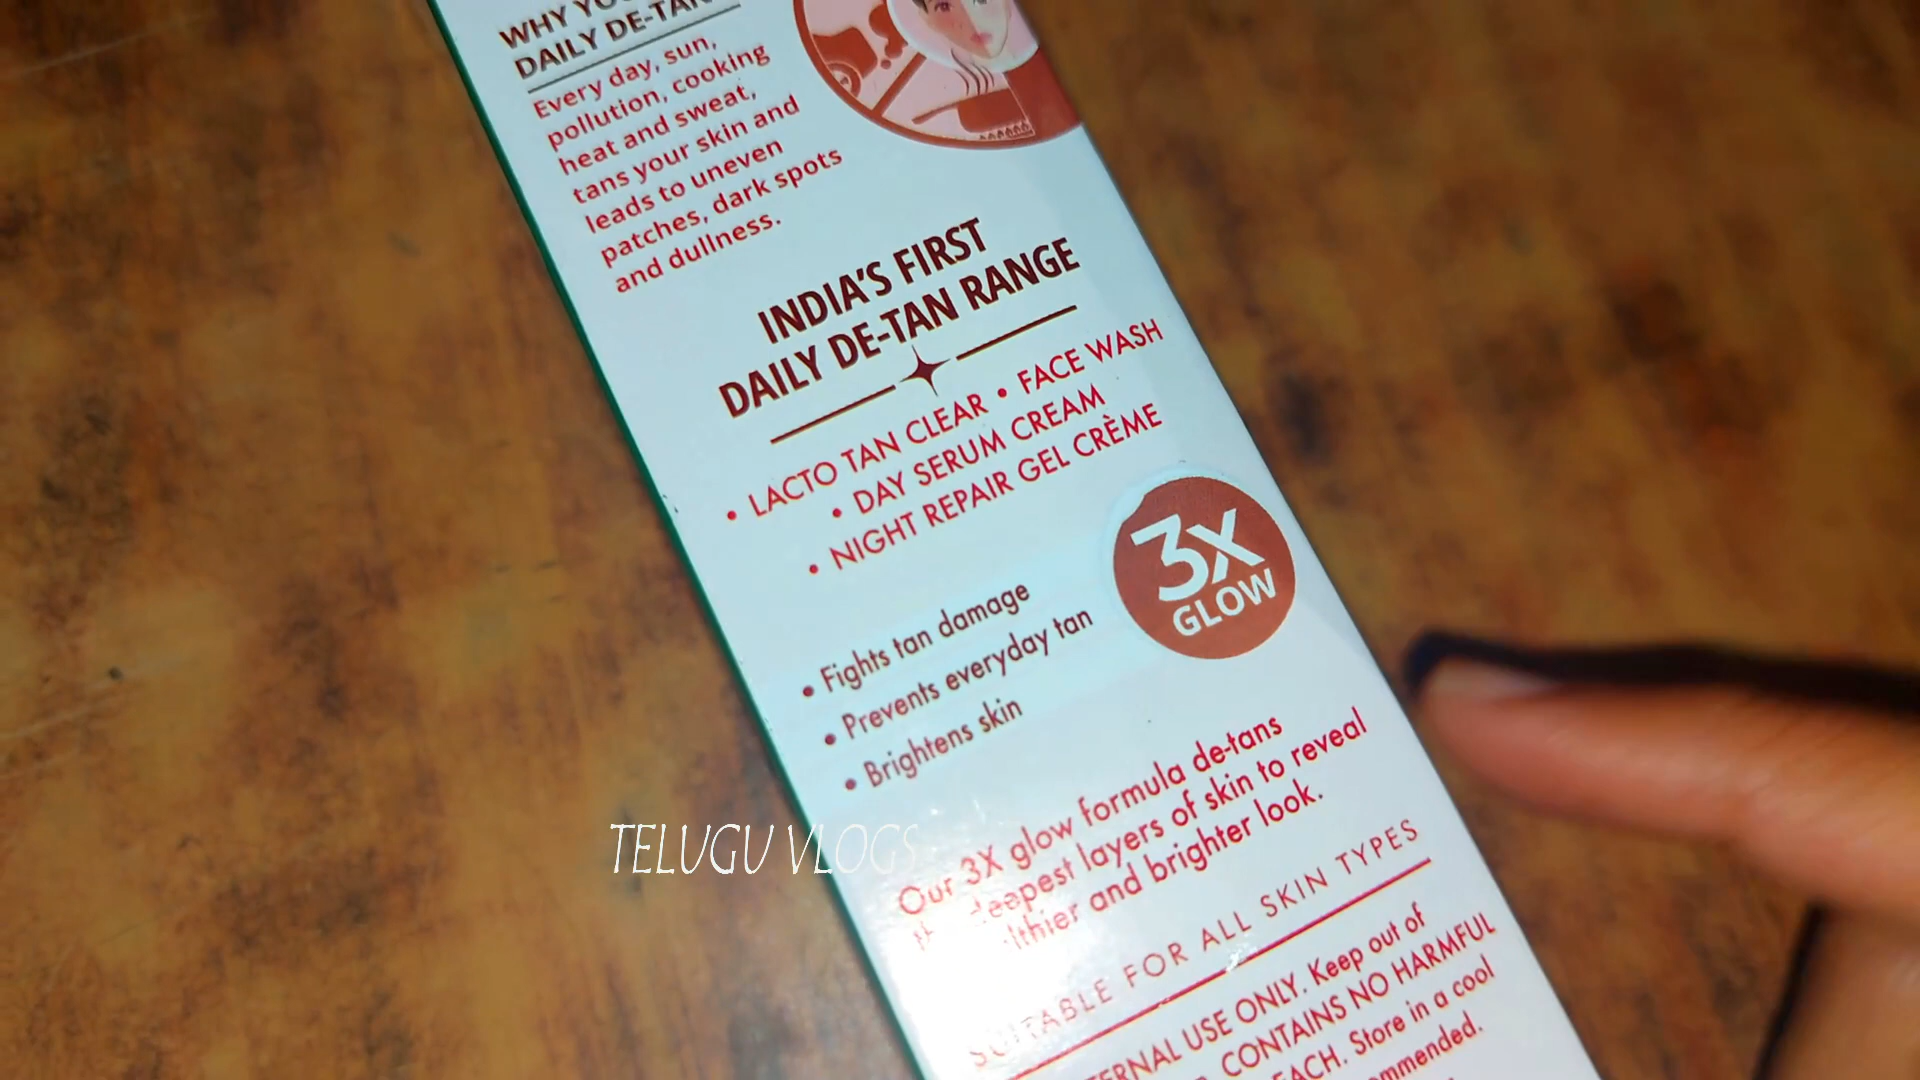 WHY YO
DAILY DE-TAN
Every day, sun,
pollution, cooking
heat and sweat,
tans your skin and
leads to uneven
patches, dark spots
and dullness.
INDIA'S FIRST
DAILY DE-TAN RANGE
• LACTO TAN CLEAR • FACE WASH
• DAY SERUM CREAM
• NIGHT REPAIR GEL CRÈME
3X
GLOW
• Fights tan damage
• Prevents everyday tan
• Brightens skin
Our 3X glow formula de-tans
deepest layers of skin to reveal
and brighter look.
SUITABLE FOR ALL SKIN TYPES
USE ONLY. Keep out of
CONTAINS NO HARMFUL
Store in a cool
TELUGU VLOGS